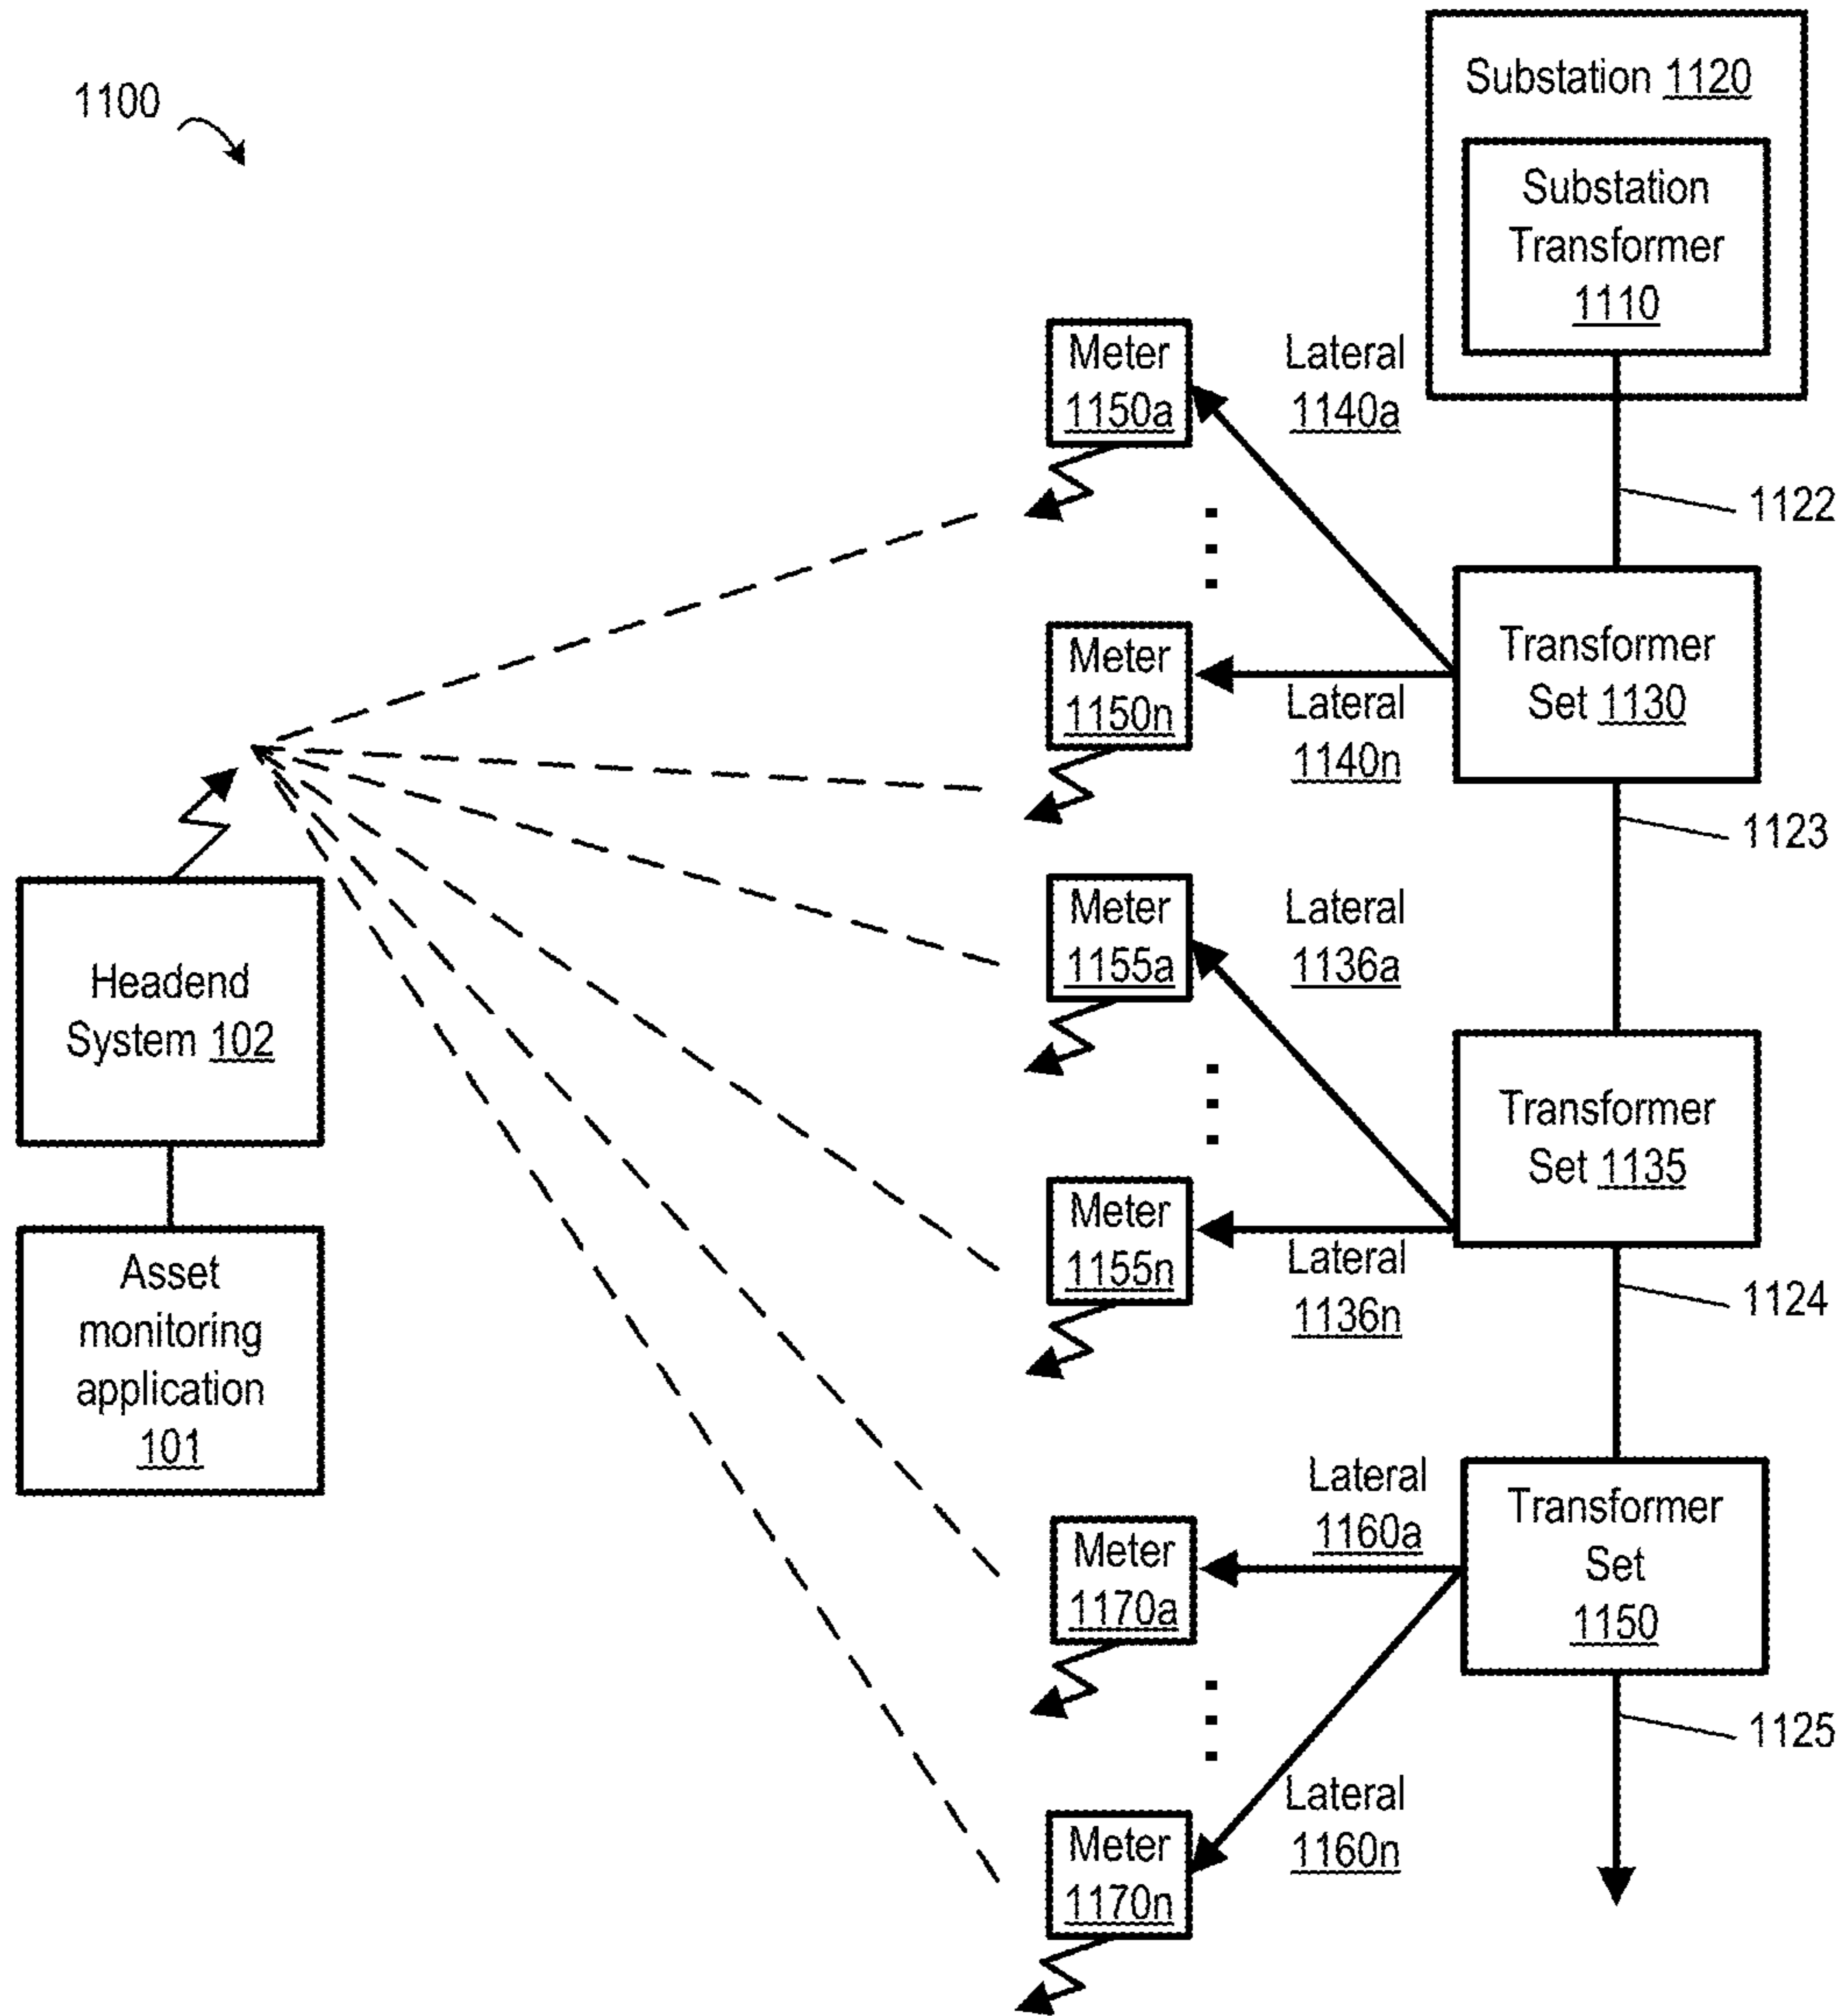 1100
Substation 1120
Substation
Transformer
1110
Meter
1150a
Lateral
1140a
1122
Meter
1150n
Lateral
1140n
Transformer
Set 1130
1123
Headend
System 102
Meter
1155a
Lateral
1136a
Transformer
Set 1135
Asset
monitoring
application
101
Meter
1155n
Lateral
1136n
1124
Meter
1170a
Lateral
1160a
Transformer
Set
1150
1125
Meter
1170n
Lateral
1160n